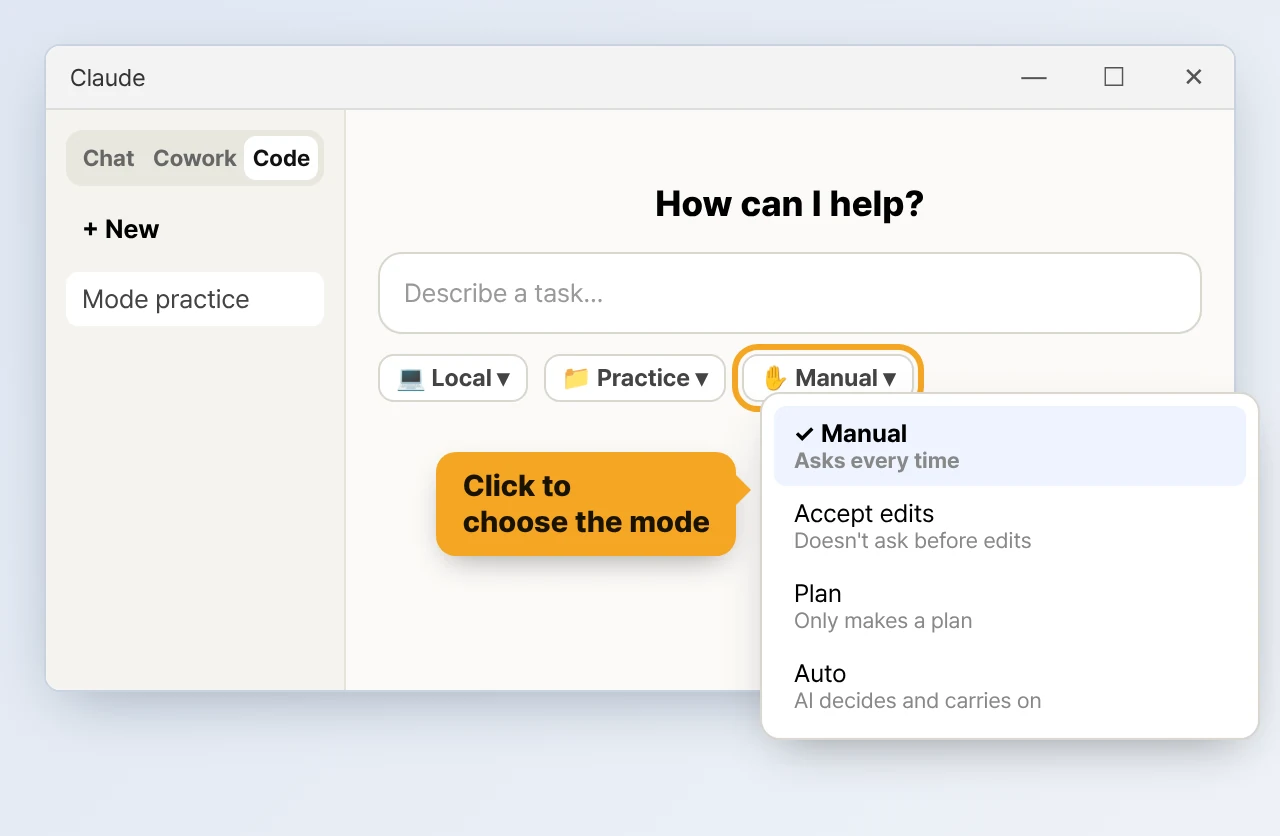 Claude
Chat Cowork Code
+ New
Mode practice
How can I help?
Describe a task...
💻 Local ▾
📁 Practice ▾
✋ Manual ▾
Click to
choose the mode
✓ Manual
Asks every time
Accept edits
Doesn't ask before edits
Plan
Only makes a plan
Auto
AI decides and carries on